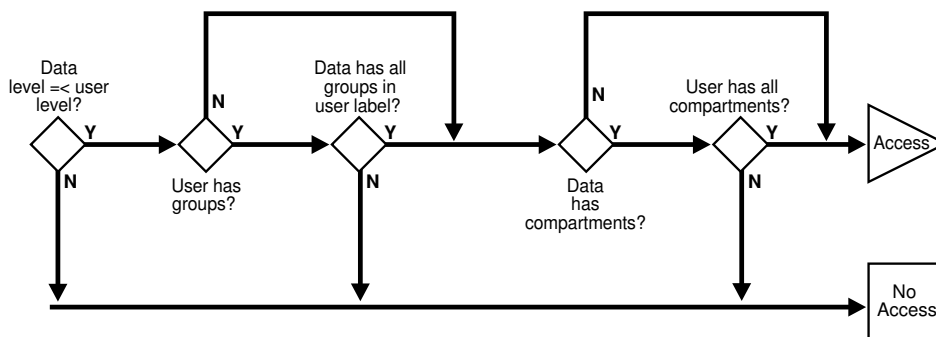 Data
level =< user
level?
Y
N
N
Y
User has
groups?
Data has all
groups in
user label?
Y
N
N
Y
Data
has
compartments?
User has all
compartments?
Y
N
Access
No
Access